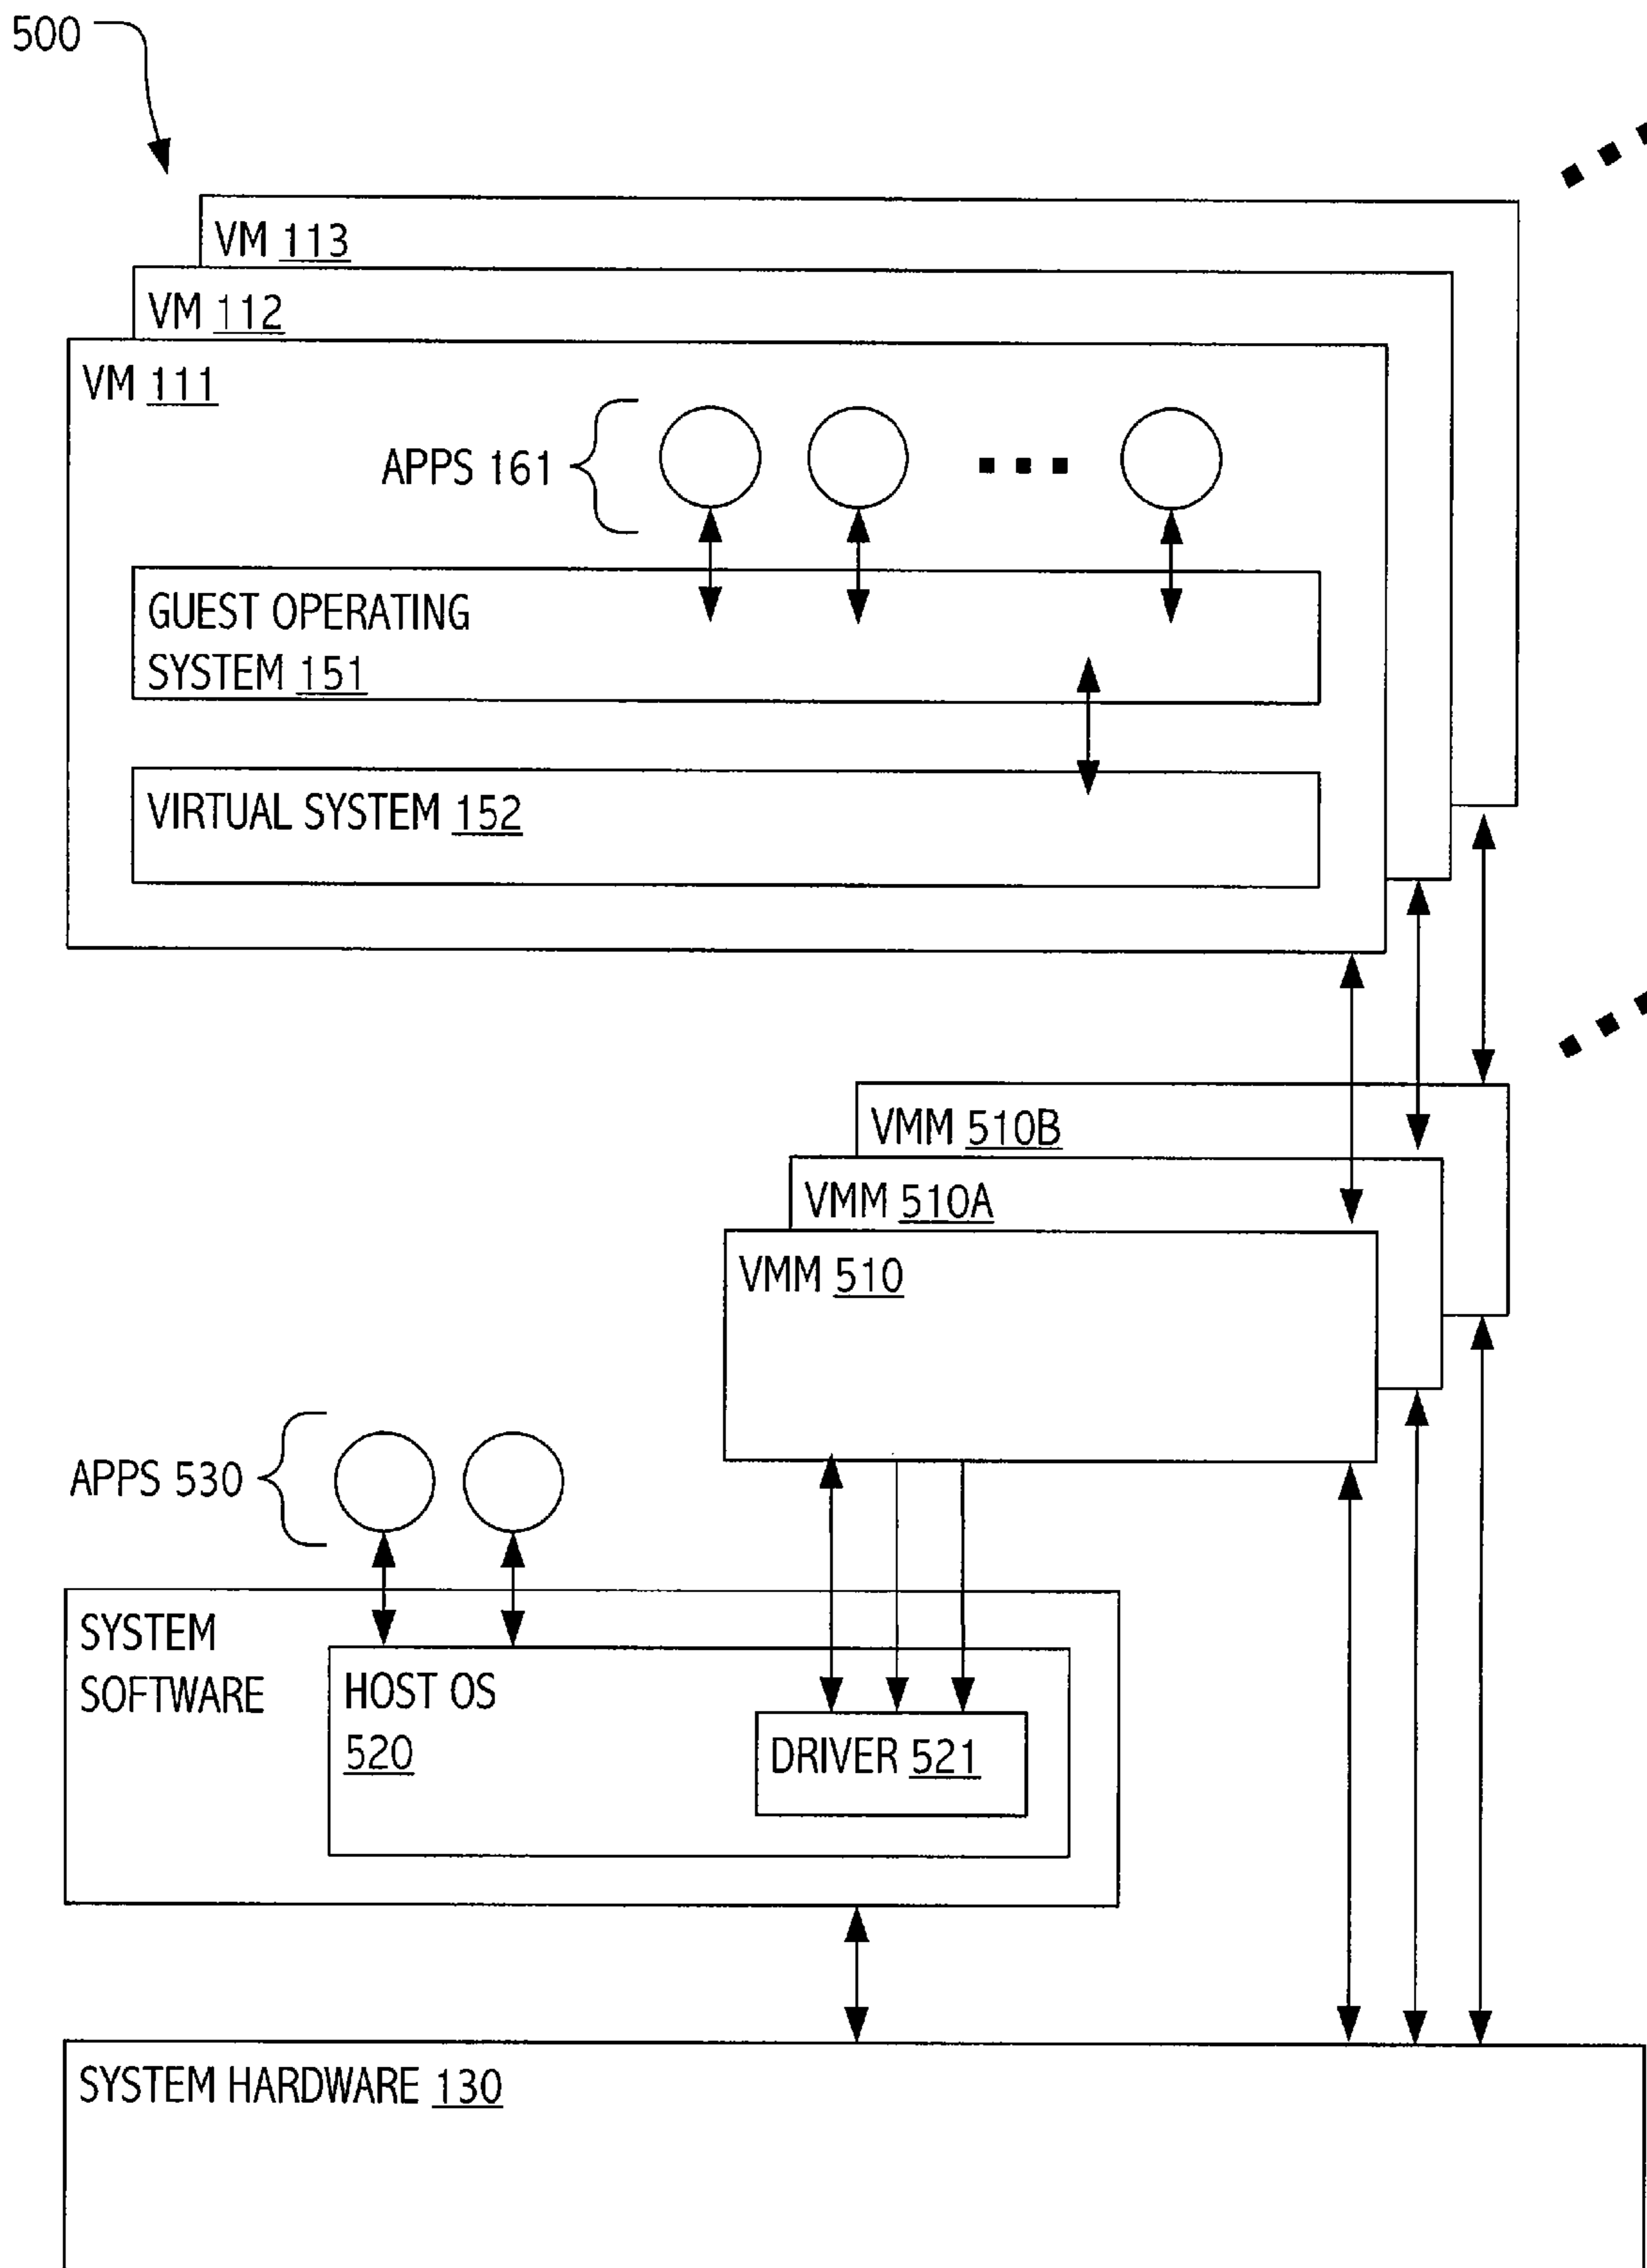 500
VM 113
VM 112
VM 111
APPS 161
GUEST OPERATING
SYSTEM 151
VIRTUAL SYSTEM 152
VMM 510B
VMM 510A
VMM 510
APPS 530
SYSTEM
SOFTWARE
HOST OS
520
DRIVER 521
SYSTEM HARDWARE 130